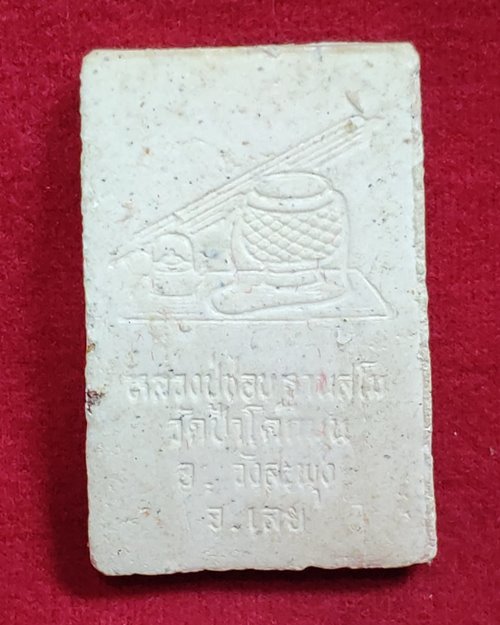 หลวงปู่ชอบ ฐานสโม
วัดป่าโคกมน
อ. วังสะพุง
จ. เลย